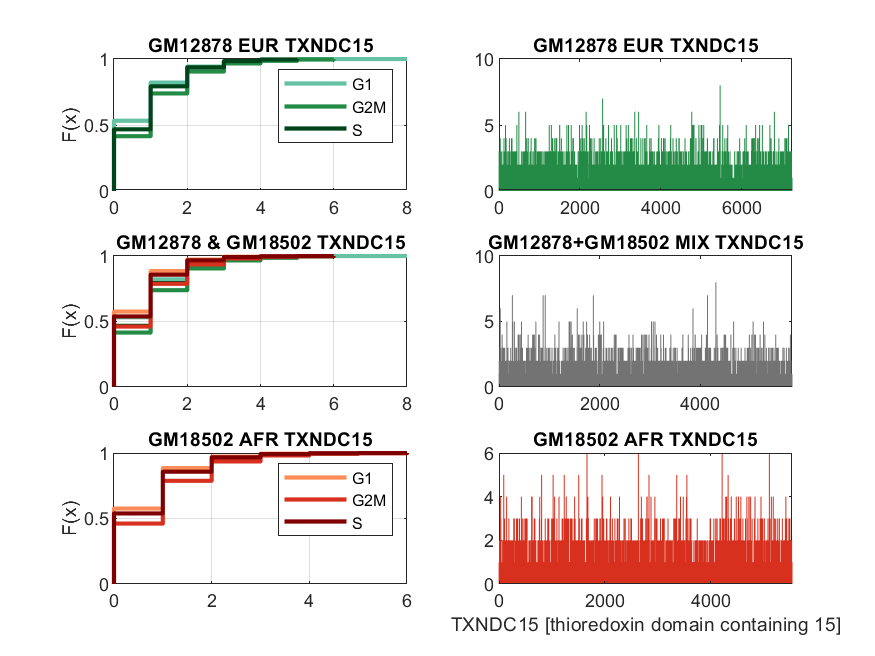 GM12878 EUR TXNDC15
F(x)
1
0.5
0
0 2 4 6 8
G1
G2M
S
GM12878 EUR TXNDC15
10
5
0
0 2000 4000 6000
GM12878 & GM18502 TXNDC15
F(x)
1
0.5
0
0 2 4 6 8
GM12878+GM18502 MIX TXNDC15
10
5
0
0 2000 4000
GM18502 AFR TXNDC15
F(x)
1
0.5
0
0 2 4 6
G1
G2M
S
GM18502 AFR TXNDC15
6
4
2
0
0 2000 4000
TXNDC15 [thioredoxin domain containing 15]